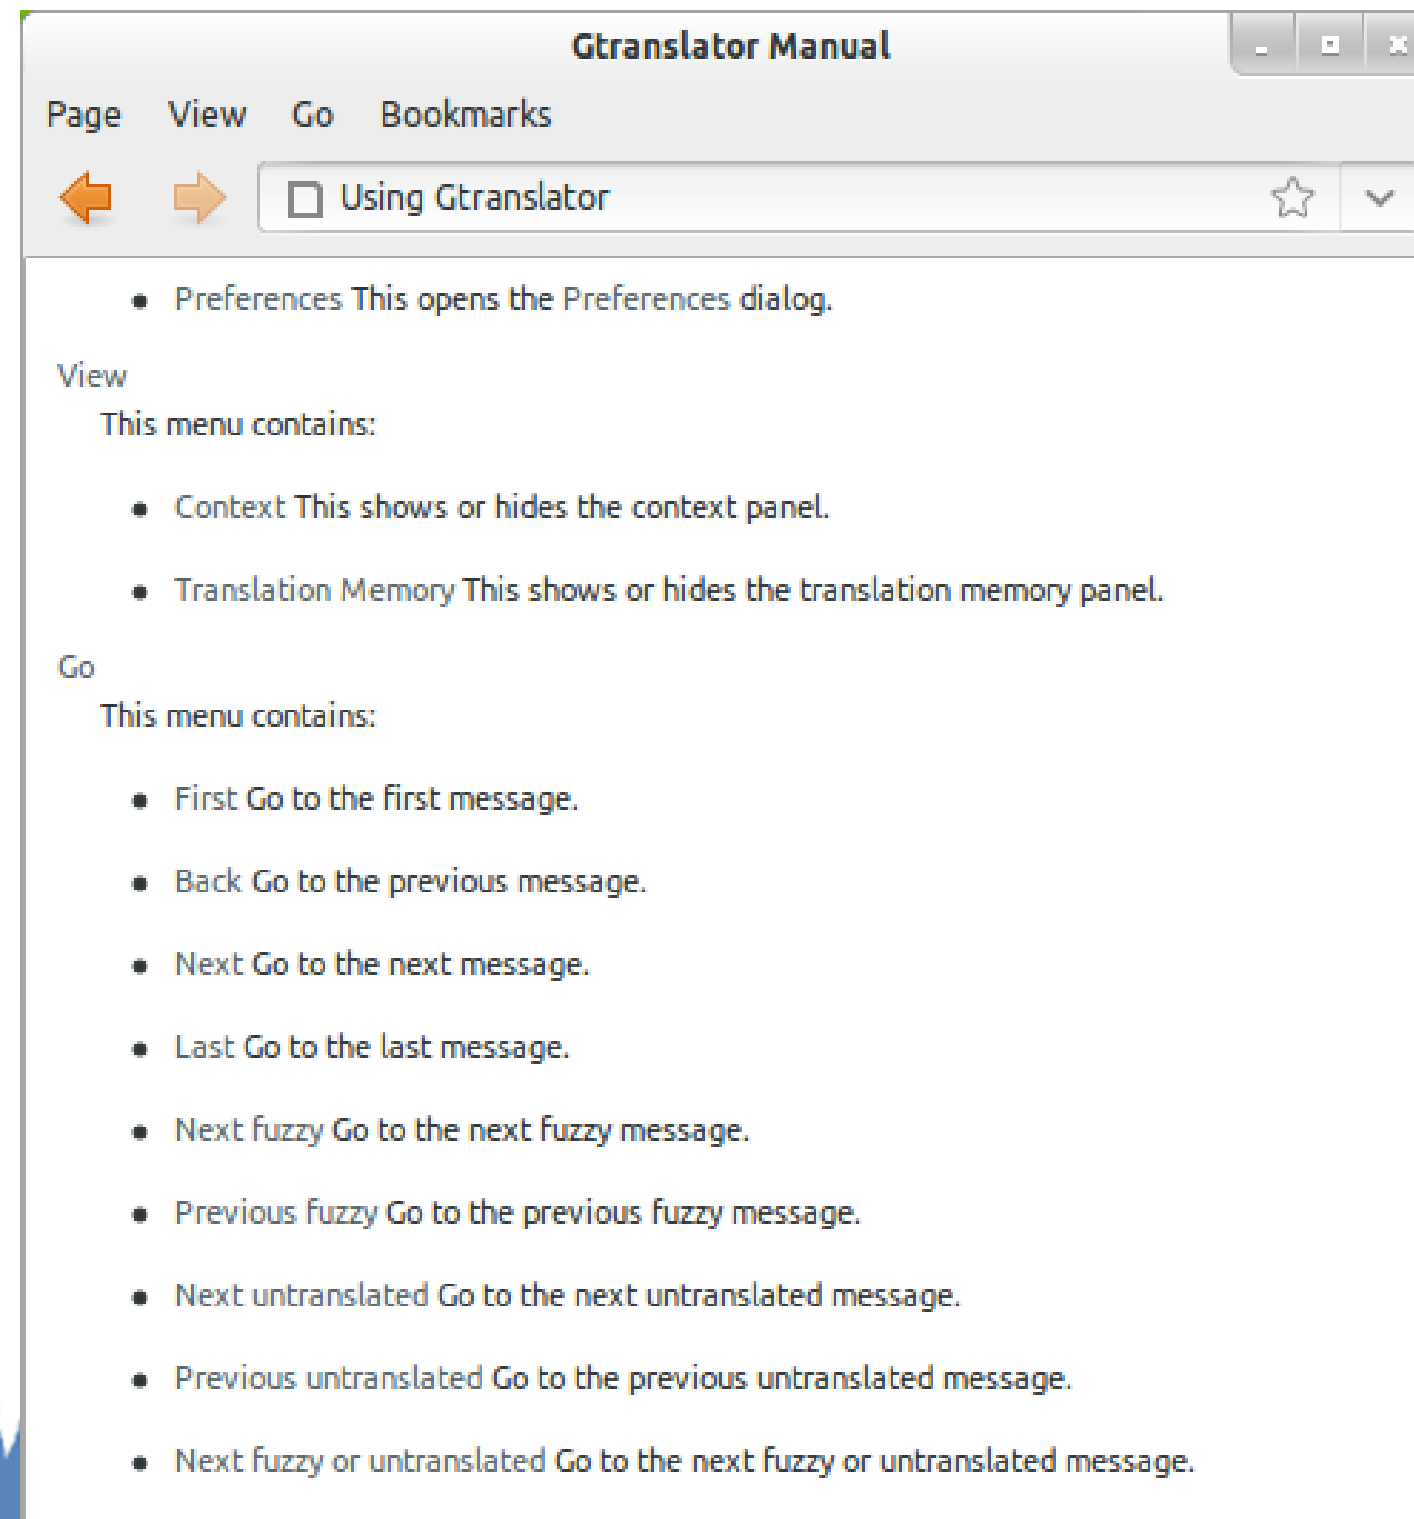 Gtranslator Manual
Page View Go Bookmarks
Using Gtranslator
Preferences This opens the Preferences dialog.
View
This menu contains:
Context This shows or hides the context panel.
Translation Memory This shows or hides the translation memory panel.
Go
This menu contains:
First Go to the first message.
Back Go to the previous message.
Next Go to the next message.
Last Go to the last message.
Next fuzzy Go to the next fuzzy message.
Previous fuzzy Go to the previous fuzzy message.
Next untranslated Go to the next untranslated message.
Previous untranslated Go to the previous untranslated message.
Next fuzzy or untranslated Go to the next fuzzy or untranslated message.